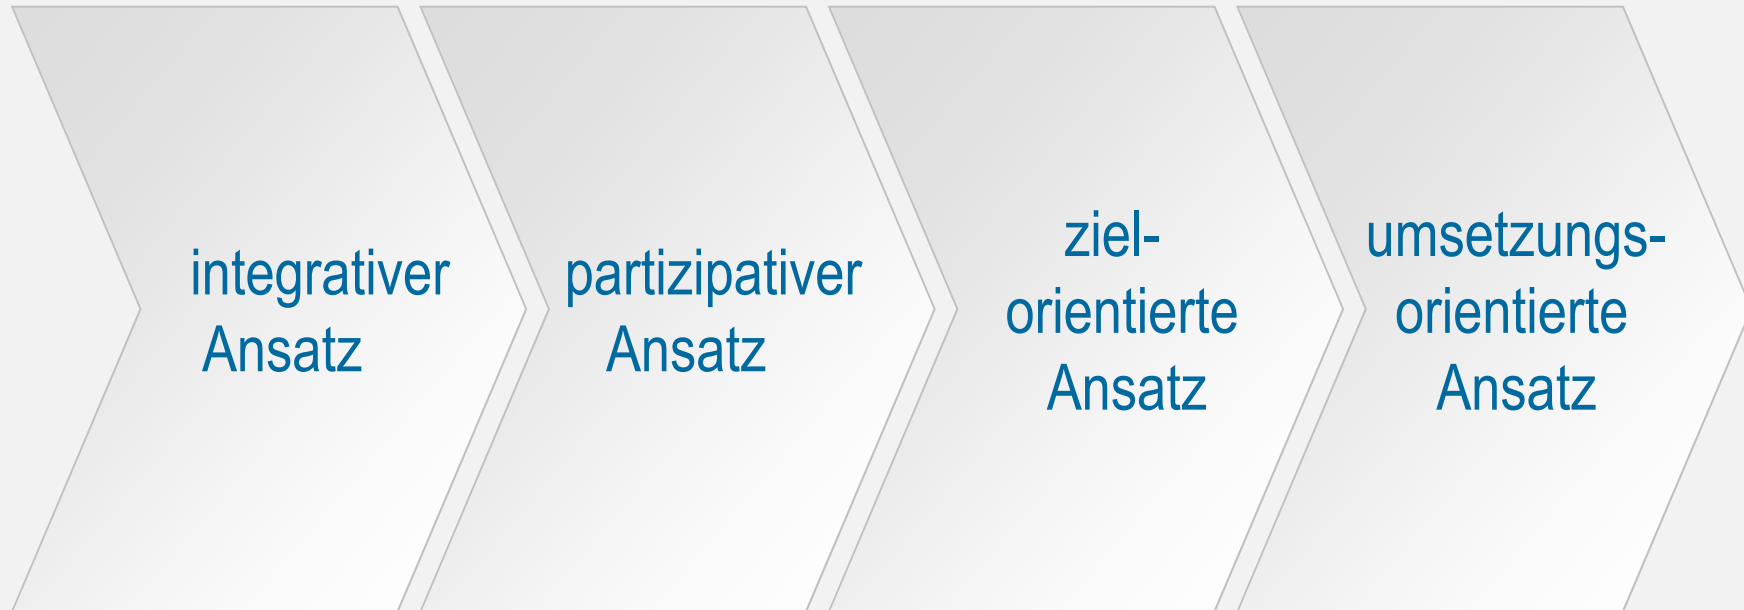 integrativer
Ansatz
partizipativer
Ansatz
ziel-
orientierte
Ansatz
umsetzungs-
orientierte
Ansatz